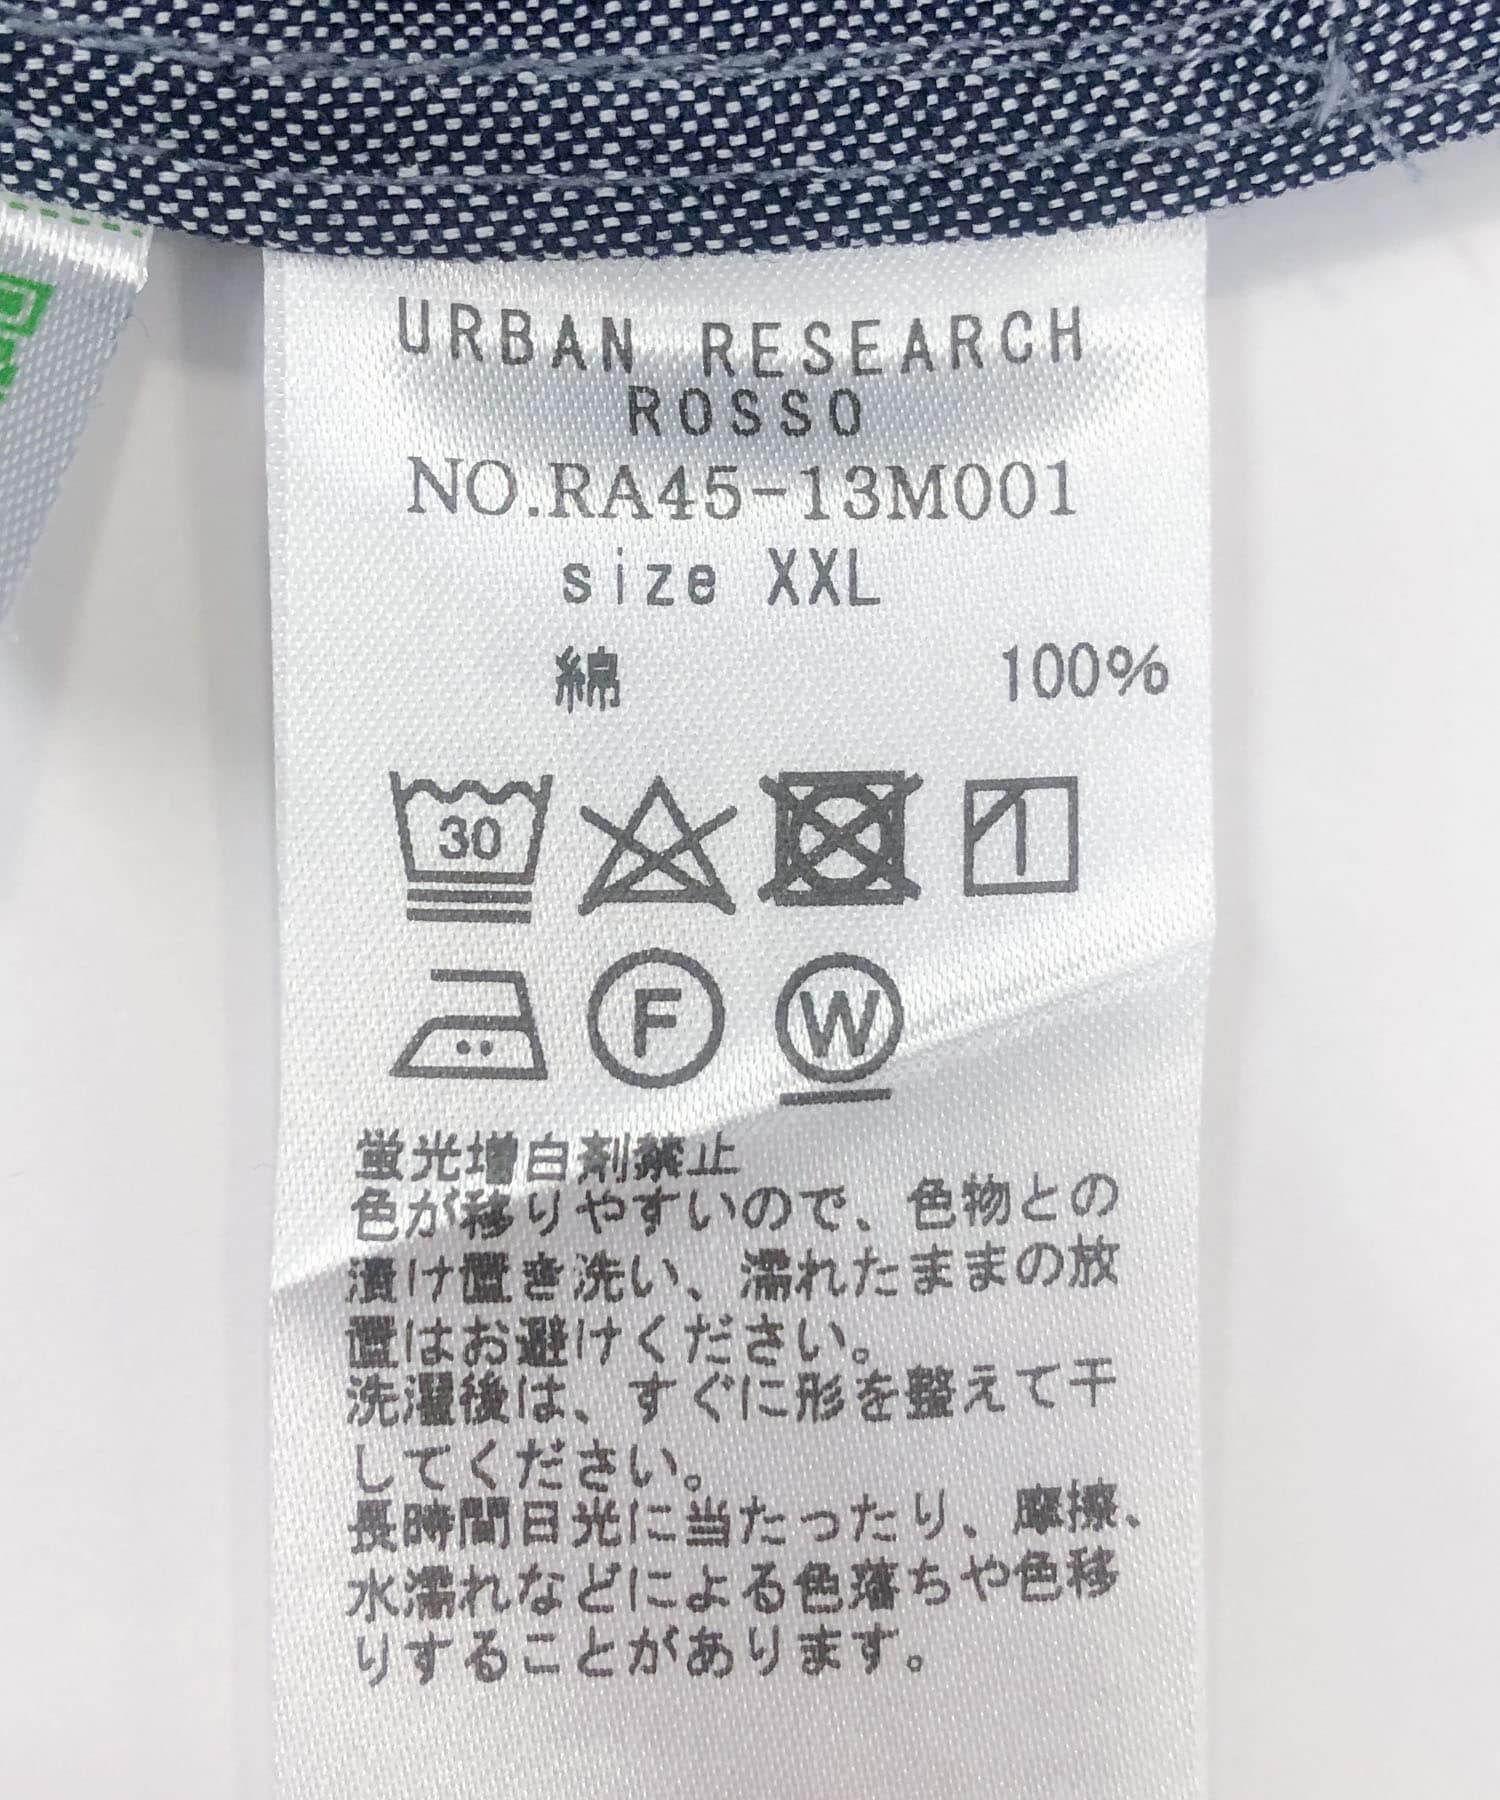 URBAN RESEARCH
ROSSO
NO.RA45-13M001
size XXL
綿 100%
30
F
W
蛍光増白剤禁止
色が移りやすいので、色物との
漬け置き洗い、濡れたままの放
置はお避けください。
洗濯後は、すぐに形を整えて干
してください。
長時間日光に当たったり、摩擦、
水濡れなどによる色落ちや色移
りすることがあります。